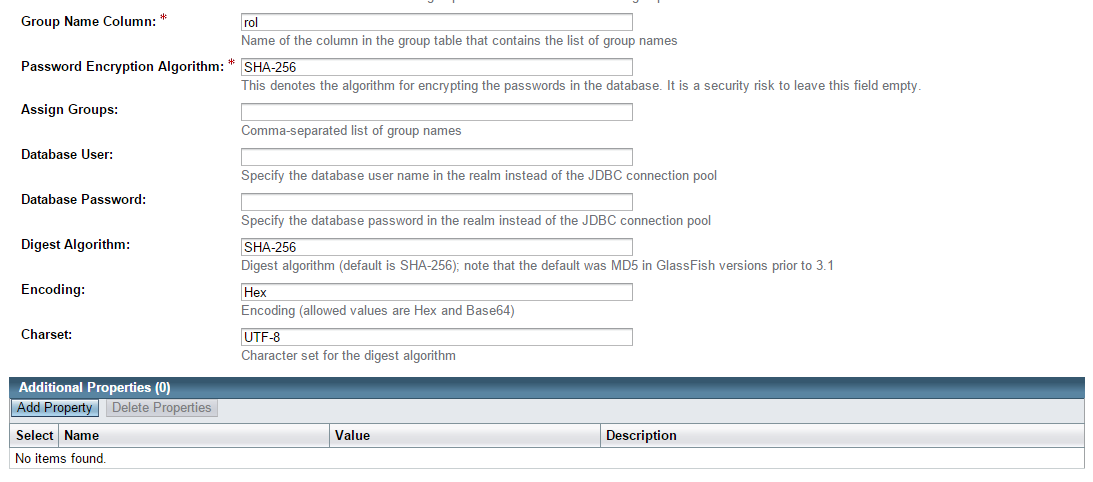 Group Name Column: *
rol
Name of the column in the group table that contains the list of group names
Password Encryption Algorithm: *
SHA-256
This denotes the algorithm for encrypting the passwords in the database. It is a security risk to leave this field empty.
Assign Groups:
Comma-separated list of group names
Database User:
Specify the database user name in the realm instead of the JDBC connection pool
Database Password:
Specify the database password in the realm instead of the JDBC connection pool
Digest Algorithm:
SHA-256
Digest algorithm (default is SHA-256); note that the default was MD5 in GlassFish versions prior to 3.1
Encoding:
Hex
Encoding (allowed values are Hex and Base64)
Charset:
UTF-8
Character set for the digest algorithm
Additional Properties (0)
Add Property Delete Properties
Select Name Value Description
No items found.